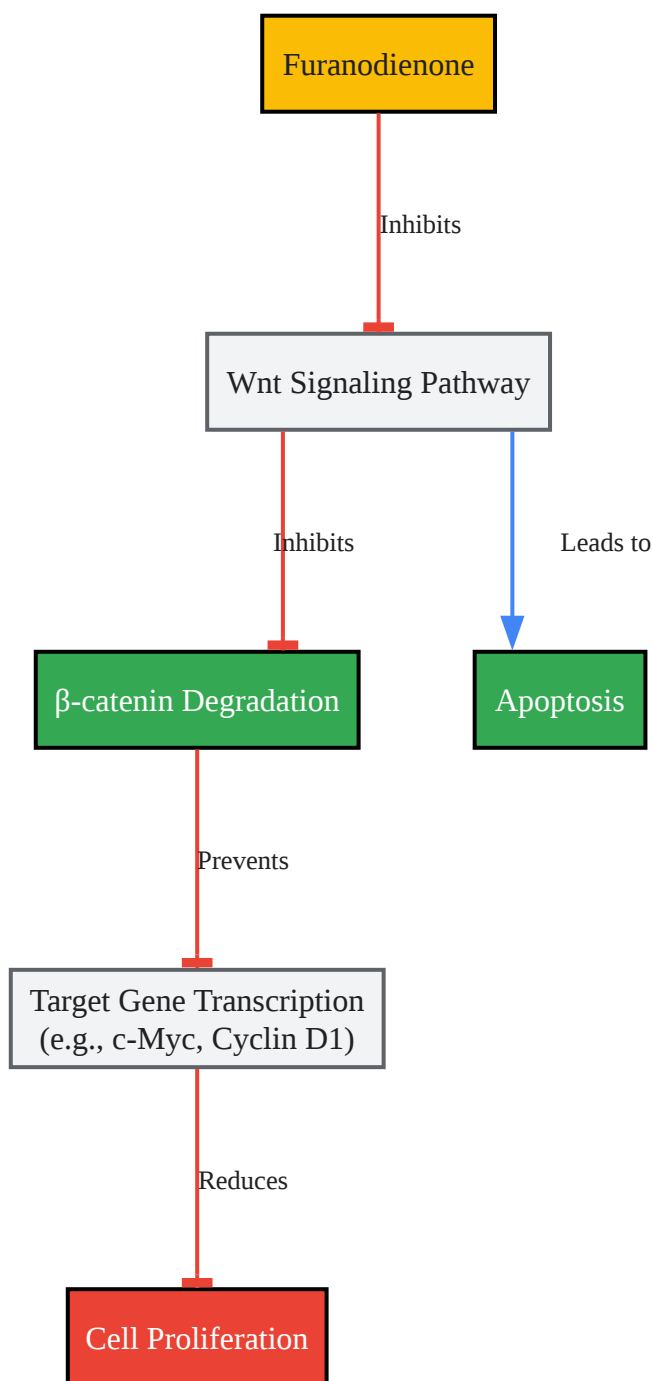 Furanodienone
Inhibits
Wnt Signaling Pathway
Inhibits
Leads to
β-catenin Degradation
Apoptosis
Prevents
Target Gene Transcription
(e.g., c-Myc, Cyclin D1)
Reduces
Cell Proliferation